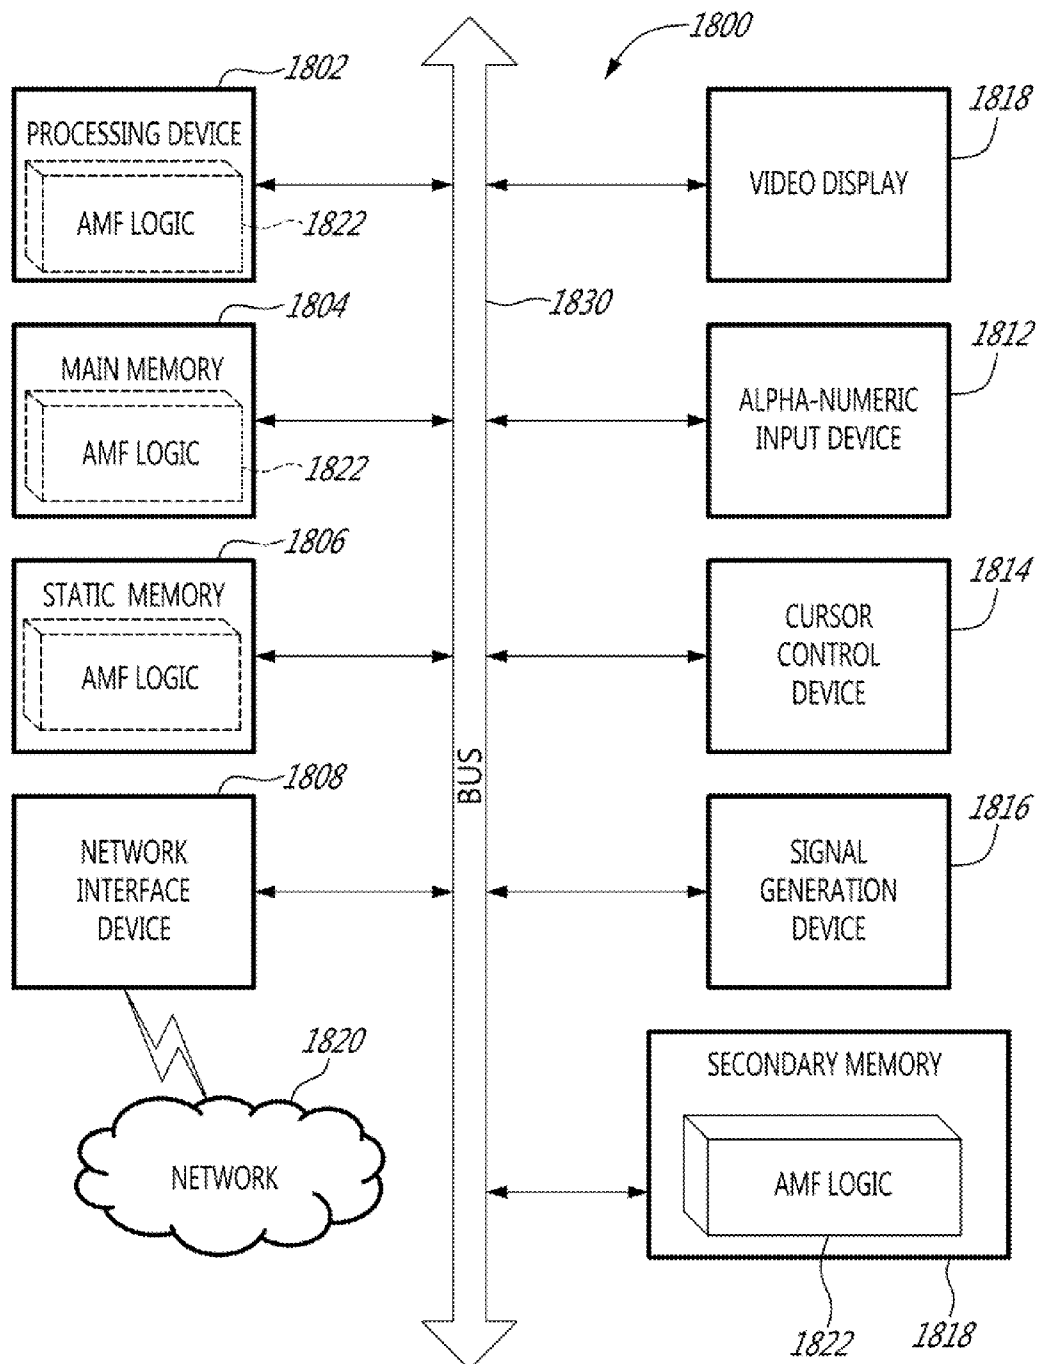 1800
1802
PROCESSING DEVICE
AMF LOGIC
1822
1818
VIDEO DISPLAY
1830
1804
MAIN MEMORY
AMF LOGIC
1822
1812
ALPHA-NUMERIC
INPUT DEVICE
1806
STATIC MEMORY
AMF LOGIC
1814
CURSOR
CONTROL
DEVICE
BUS
1808
NETWORK
INTERFACE
DEVICE
1816
SIGNAL
GENERATION
DEVICE
1820
NETWORK
SECONDARY MEMORY
AMF LOGIC
1822
1818